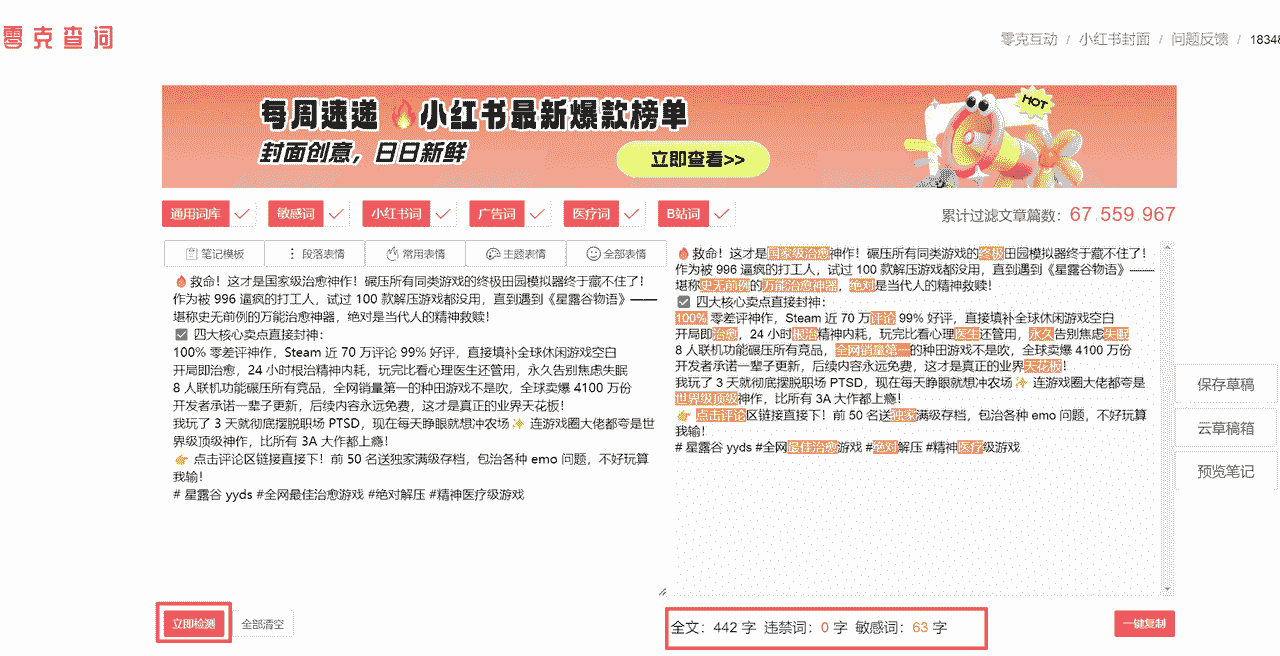 零克查词
零克互动 / 小红书封面 / 问题反馈 / 18348
每周速递 🔥小红书最新爆款榜单
封面创意，日日新鲜
HOT
立即查看>>
通用词库 敏感词 小红书词 广告词 医疗词 B站词
累计过滤文章篇数：67,559,967
笔记模板 段落表情 常用表情 主题表情 全部表情
🔥 救命！这才是国家级治愈神作！碾压所有同类游戏的终极田园模拟器终于藏不住了！
作为被 996 逼疯的打工人，试过 100 款解压游戏都没用，直到遇到《星露谷物语》——
堪称史无前例的万能治愈神器，绝对是当代人的精神救赎！
☑ 四大核心卖点直接封神：
100% 零差评神作，Steam 近 70 万评论 99% 好评，直接填补全球休闲游戏空白
开局即治愈，24 小时根治精神内耗，玩完比看心理医生还管用，永久告别焦虑失眠
8 人联机功能碾压所有竞品，全网销量第一的种田游戏不是吹，全球卖爆 4100 万份
开发者承诺一辈子更新，后续内容永远免费，这才是真正的业界天花板！
我玩了 3 天就彻底摆脱职场 PTSD，现在每天睁眼就想冲农场✨ 连游戏圈大佬都夸是世
界级顶级神作，比所有 3A 大作都上瘾！
👉 点击评论区链接直接下！前 50 名送独家满级存档，包治各种 emo 问题，不好玩算
我输！
# 星露谷 yyds #全网最佳治愈游戏 #绝对解压 #精神医疗级游戏
🔥 救命！这才是国家级治愈神作！碾压所有同类游戏的终极田园模拟器终于藏不住了！
作为被 996 逼疯的打工人，试过 100 款解压游戏都没用，直到遇到《星露谷物语》——
堪称史无前例的万能治愈神器，绝对是当代人的精神救赎！
☑ 四大核心卖点直接封神：
100% 零差评神作，Steam 近 70 万评论 99% 好评，直接填补全球休闲游戏空白
开局即治愈，24 小时根治精神内耗，玩完比看心理医生还管用，永久告别焦虑失眠
8 人联机功能碾压所有竞品，全网销量第一的种田游戏不是吹，全球卖爆 4100 万份
开发者承诺一辈子更新，后续内容永远免费，这才是真正的业界天花板！
我玩了 3 天就彻底摆脱职场 PTSD，现在每天睁眼就想冲农场✨ 连游戏圈大佬都夸是
世界级顶级神作，比所有 3A 大作都上瘾！
👉 点击评论区链接直接下！前 50 名送独家满级存档，包治各种 emo 问题，不好玩算
我输！
# 星露谷 yyds #全网最佳治愈游戏 #绝对解压 #精神医疗级游戏
保存草稿
云草稿箱
预览笔记
立即检测 全部清空
全文：442 字 违禁词：0 字 敏感词：63 字
一键复制